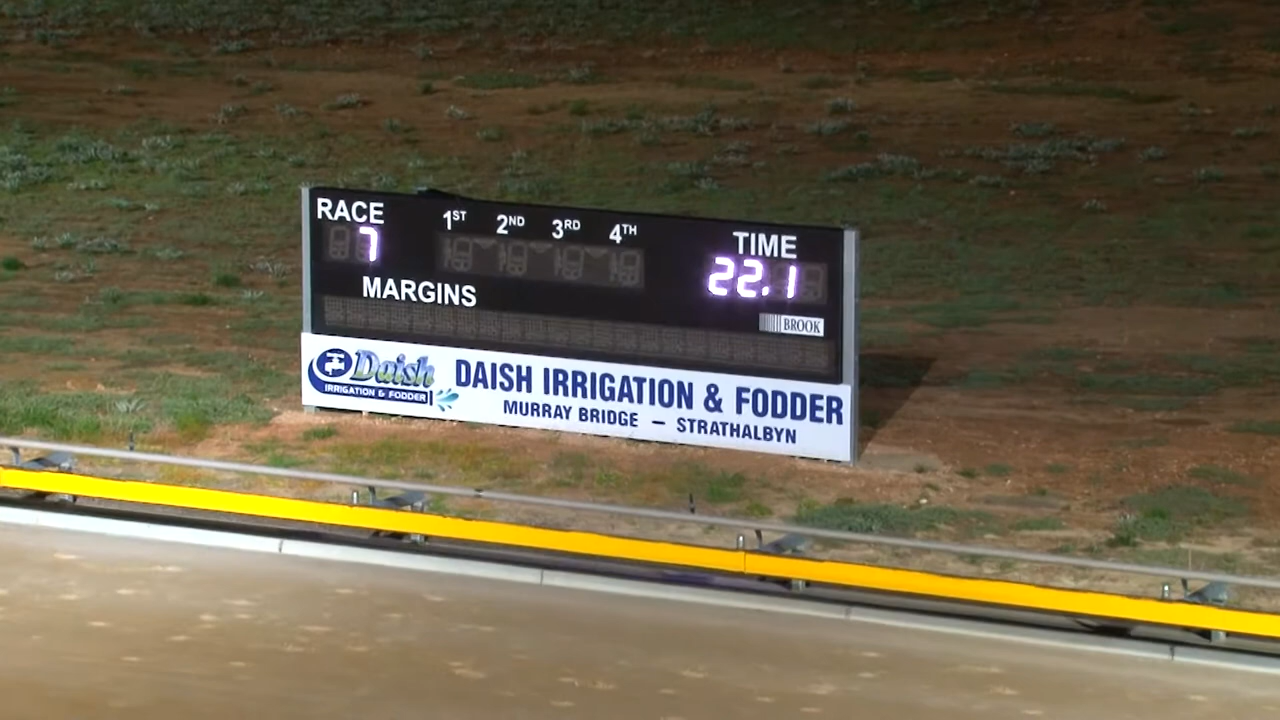 RACE 1ST 2ND 3RD 4TH TIME
7 22.1
MARGINS
BROOK
Daish
IRRIGATION & FODDER
DAISH IRRIGATION & FODDER
MURRAY BRIDGE — STRATHALBYN